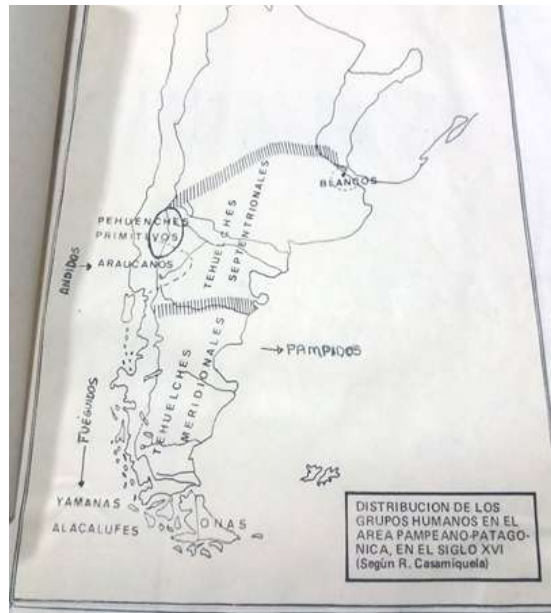 BLANCOS
PEHUENCHES
PRIMITIVOS
ARAUCANOS
ANDIDOS
TEHUELCHES
SEPTENTRIONALES
PAMPIDOS
TEHUELCHES
MERIDIONALES
FUEGUIDOS
YAMANAS
ALACALUFES
ONAS
DISTRIBUCION DE LOS
GRUPOS HUMANOS EN EL
AREA PAMPEANO-PATAGO-
NICA, EN EL SIGLO XVI
(Según R. Casamiquela)